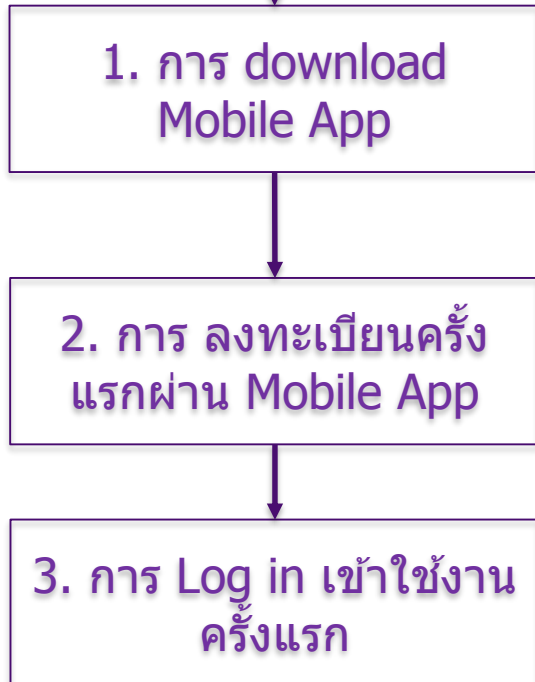 1. การ download
Mobile App
2. การ ลงทะเบียนครั้ง
แรกผ่าน Mobile App
3. การ Log in เข้าใช้งาน
ครั้งแรก